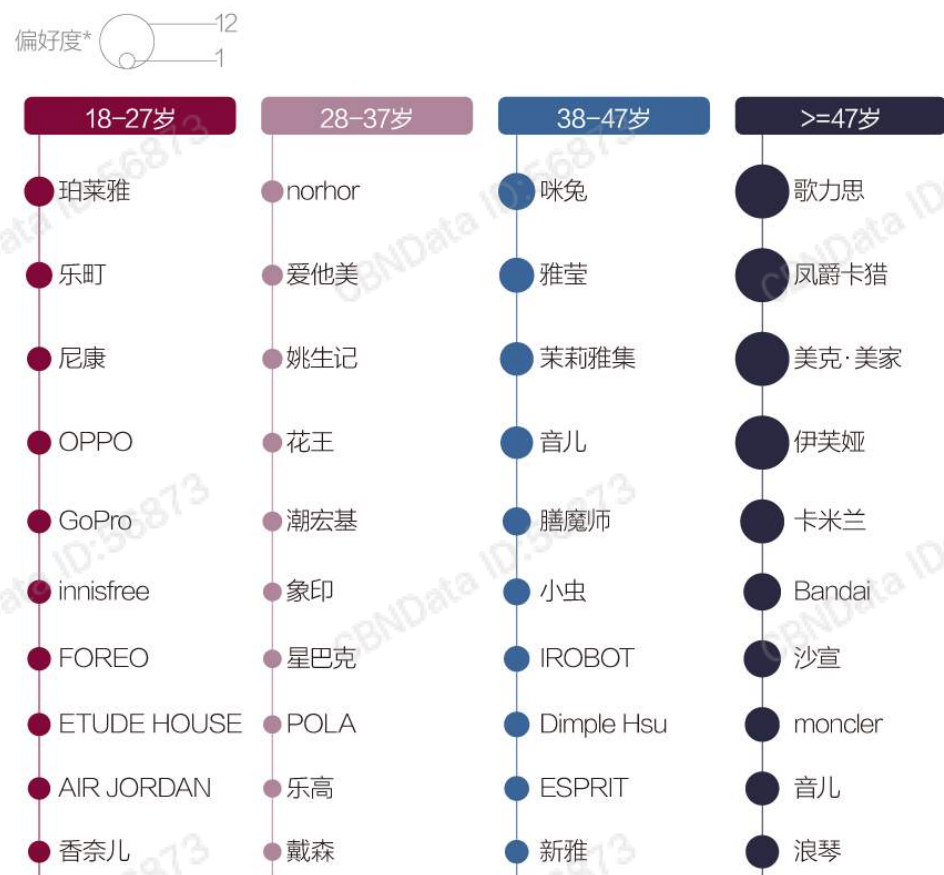 偏好度*
12
1
18-27岁 28-37岁 38-47岁 >=47岁
珀莱雅 norhor 咪兔 歌力思
乐町 爱他美 雅莹 凤爵卡猎
尼康 姚生记 茉莉雅集 美克·美家
OPPO 花王 音儿 伊芙娅
GoPro 潮宏基 膳魔师 卡米兰
innisfree 象印 小虫 Bandai
FOREO 星巴克 IROBOT 沙宣
ETUDE HOUSE POLA Dimple Hsu moncler
AIR JORDAN 乐高 ESPRIT 音儿
香奈儿 戴森 新雅 浪琴
CBNData ID:56873